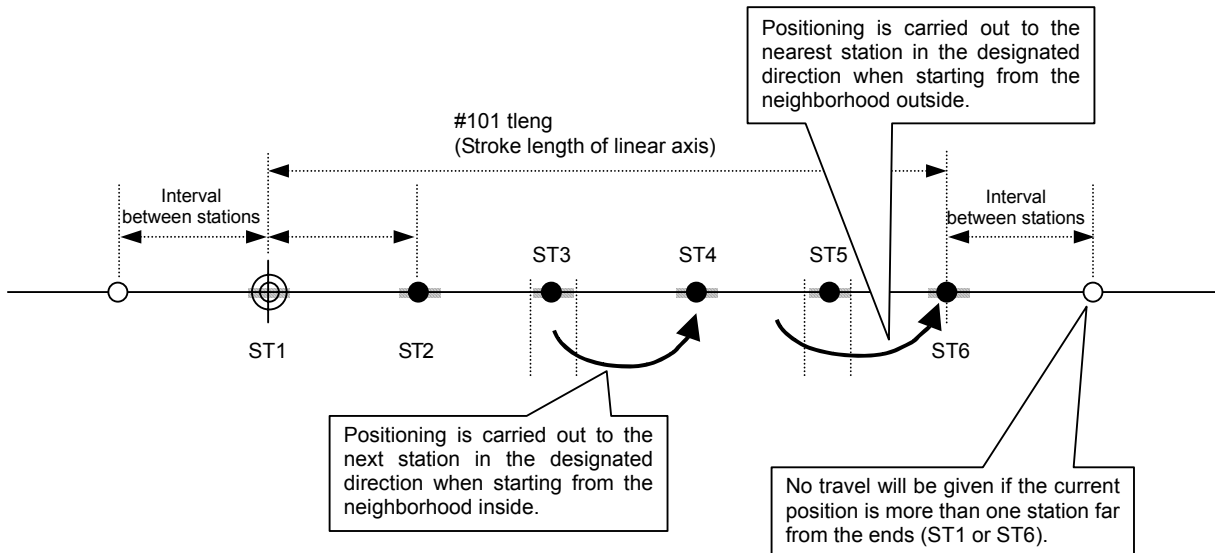 Positioning is carried out to the
nearest station in the designated
direction when starting from the
neighborhood outside.
#101 tleng
(Stroke length of linear axis)
Interval
between stations
Interval
between stations
ST3
ST4
ST5
ST1
ST2
ST6
Positioning is carried out to the
next station in the designated
direction when starting from the
neighborhood inside.
No travel will be given if the current
position is more than one station far
from the ends (ST1 or ST6).